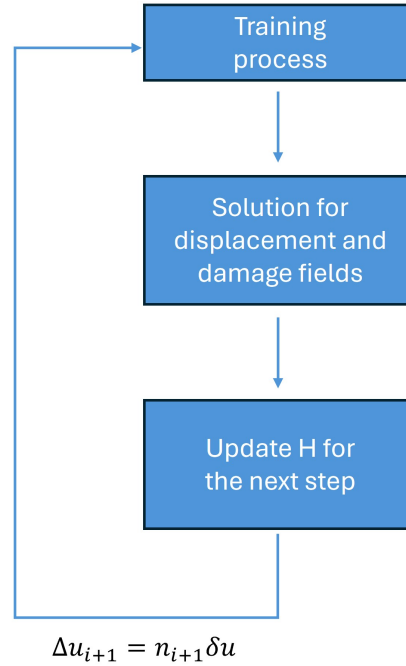 Training
process
Solution for
displacement and
damage fields
Update H for
the next step
Δu_{i+1} = n_{i+1}δu